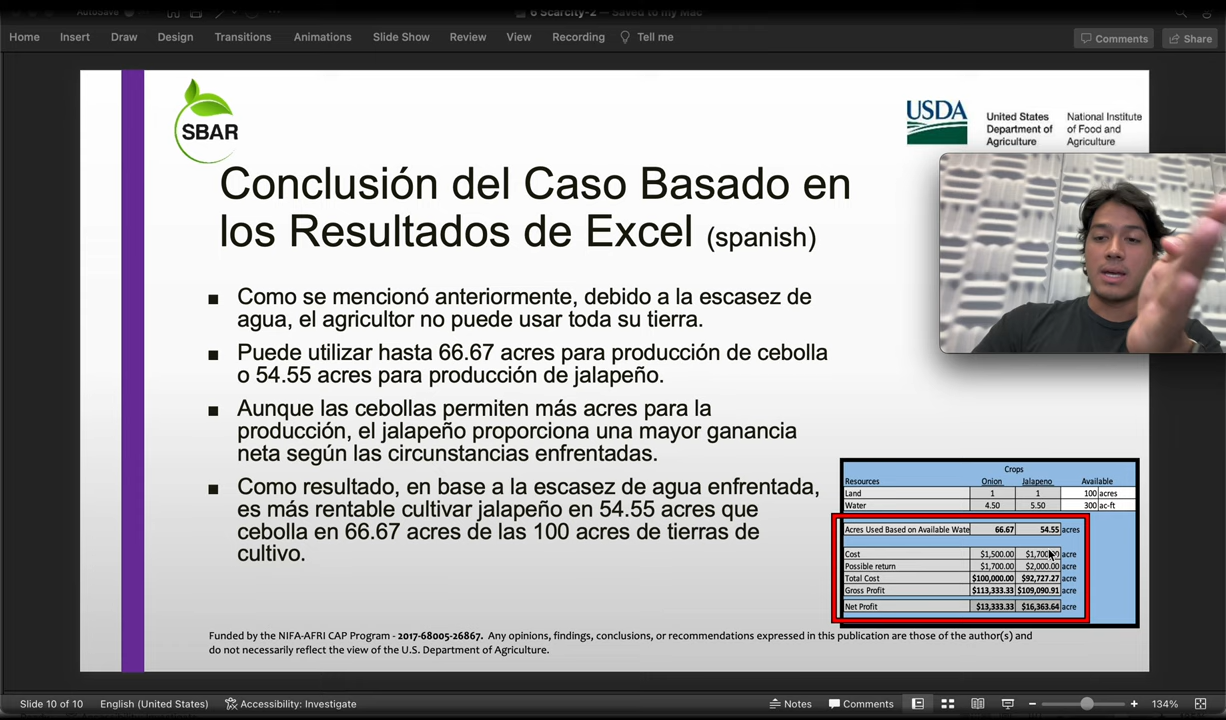 AutoSave
6 Scarcity-2 — Saved to my Mac
Home Insert Draw Design Transitions Animations Slide Show Review View Recording Tell me
Comments Share
SBAR
USDA
United States Department of Agriculture
National Institute of Food and Agriculture
Conclusión del Caso Basado en
los Resultados de Excel (spanish)
■ Como se mencionó anteriormente, debido a la escasez de
agua, el agricultor no puede usar toda su tierra.
■ Puede utilizar hasta 66.67 acres para producción de cebolla
o 54.55 acres para producción de jalapeño.
■ Aunque las cebollas permiten más acres para la
producción, el jalapeño proporciona una mayor ganancia
neta según las circunstancias enfrentadas.
■ Como resultado, en base a la escasez de agua enfrentada,
es más rentable cultivar jalapeño en 54.55 acres que
cebolla en 66.67 acres de las 100 acres de tierras de
cultivo.
Crops
Resources Onion Jalapeno Available
Land 1 1 100 acres
Water 4.50 5.50 300 ac-ft
Acres Used Based on Available Wate 66.67 54.55 acres
Cost $1,500.00 $1,700.00 acre
Possible return $1,700.00 $2,000.00 acre
Total Cost $100,000.00 $92,727.27 acre
Gross Profit $113,333.33 $109,090.91 acre
Net Profit $13,333.33 $16,363.64 acre
Funded by the NIFA-AFRI CAP Program - 2017-68005-26867. Any opinions, findings, conclusions, or recommendations expressed in this publication are those of the author(s) and
do not necessarily reflect the view of the U.S. Department of Agriculture.
Slide 10 of 10 English (United States) Accessibility: Investigate Notes Comments 134%